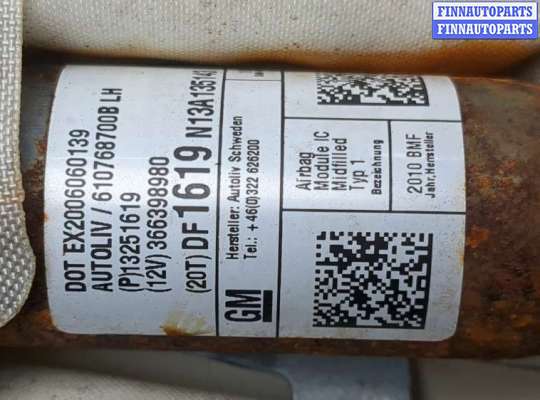 FINNAUTOPARTS
FINNAUTOPARTS
DOT EX2006060139
AUTOLIV / 610768700B LH
(P)13251619
(12V) 366398980
(20T) DF1619
Hersteller: Autoliv Schweden
Tel.: +46(0)322 626200
GM
Airbag
Module IC
Midfilled
Typ 1
Bezeichnung
2010 BMF
Jahr, Hersteller